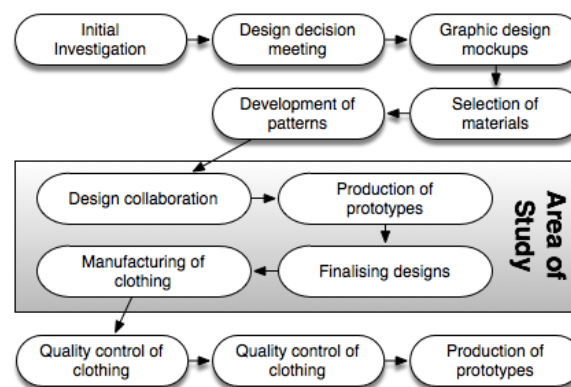 Initial
Investigation
Design decision
meeting
Graphic design
mockups
Development of
patterns
Selection of
materials
Design collaboration
Production of
prototypes
Area of
Study
Manufacturing of
clothing
Finalising designs
Quality control of
clothing
Quality control of
clothing
Production of
prototypes